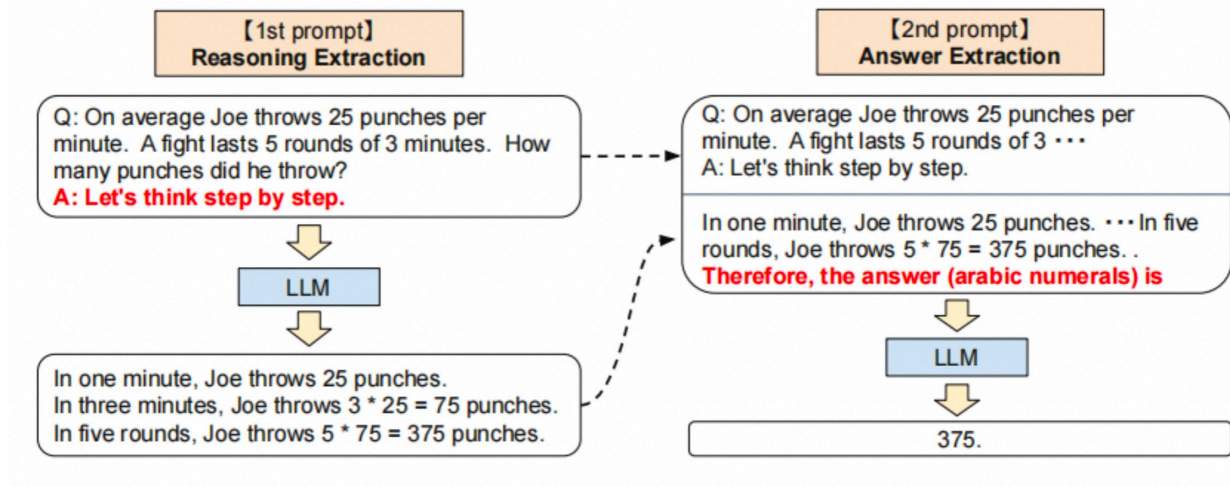 【1st prompt】
Reasoning Extraction
Q: On average Joe throws 25 punches per
minute. A fight lasts 5 rounds of 3 minutes. How
many punches did he throw?
A: Let's think step by step.
LLM
In one minute, Joe throws 25 punches.
In three minutes, Joe throws 3 * 25 = 75 punches.
In five rounds, Joe throws 5 * 75 = 375 punches.
【2nd prompt】
Answer Extraction
Q: On average Joe throws 25 punches per
minute. A fight lasts 5 rounds of 3 ···
A: Let's think step by step.
In one minute, Joe throws 25 punches. ···In five
rounds, Joe throws 5 * 75 = 375 punches. .
Therefore, the answer (arabic numerals) is
LLM
375.